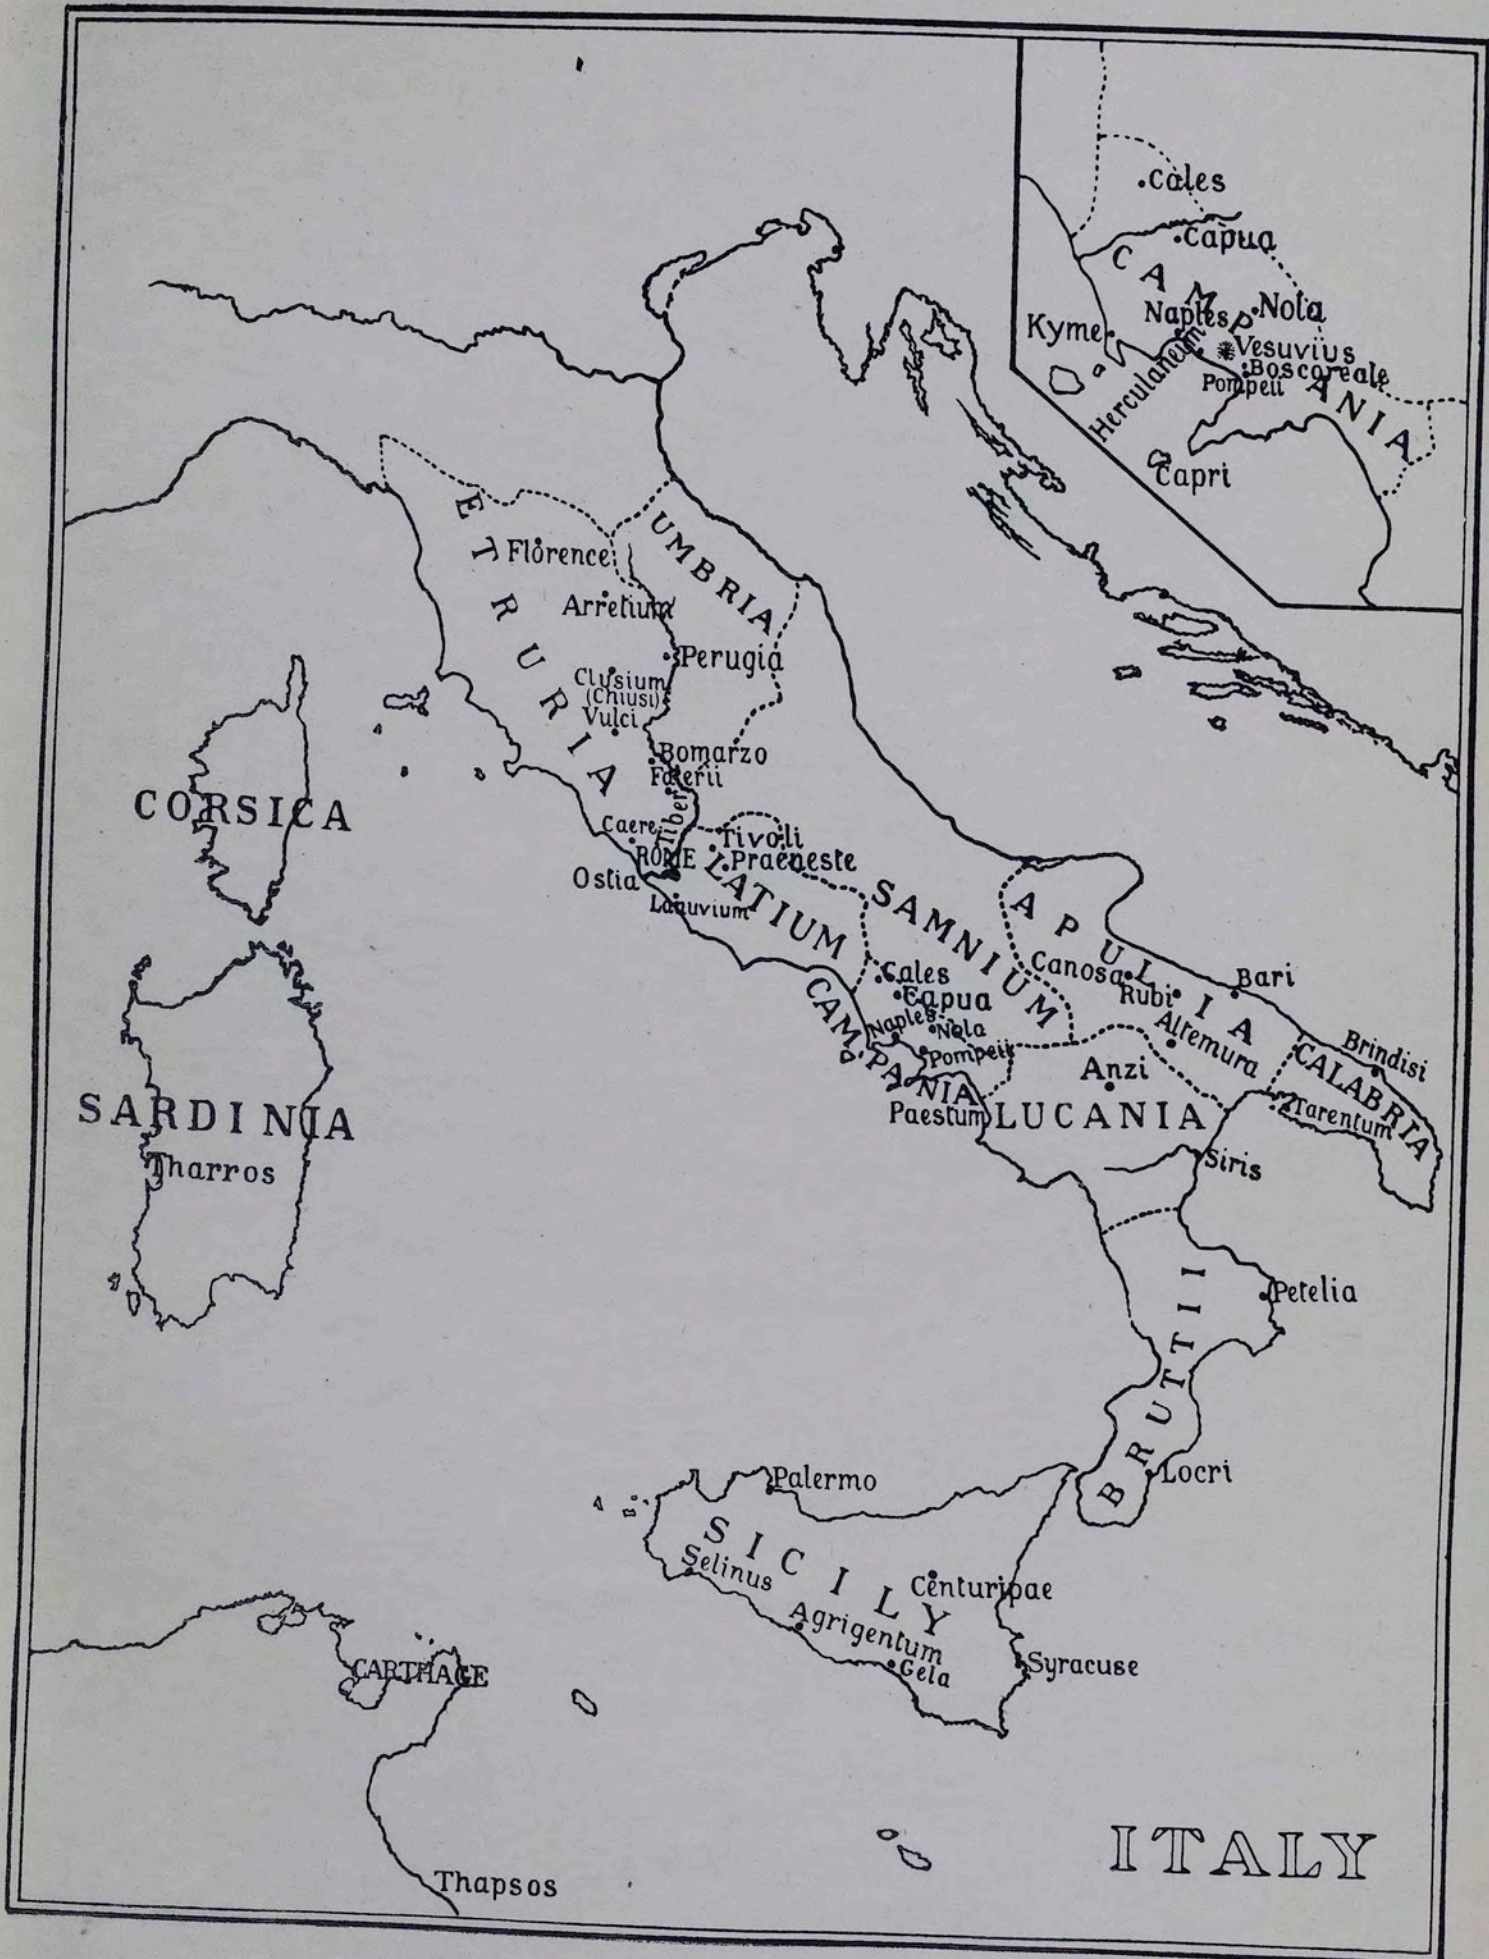 Cales
Capua
CAMPANIA
Kyme
Naples
Nola
Herculaneum
Vesuvius
Boscoreale
Pompeii
Capri
ETRURIA
Florence
UMBRIA
Arretium
Perugia
Clusium
(Chiusi)
Vulci
Bomarzo
Falerii
Tiber
CORSICA
Caere
Tivoli
ROME
Praeneste
Ostia
LATIUM
Lanuvium
SAMNIUM
APULIA
Canosa
Rubi
Bari
Cales
Capua
CAMPANIA
Naples
Nola
Pompeii
Altemura
Brindisi
CALABRIA
Anzi
Tarentum
Paestum
LUCANIA
SARDINIA
Tharros
Siris
Petelia
BRUTTII
Locri
Palermo
SICILY
Selinus
Centuripae
Agrigentum
Gela
Syracuse
CARTHAGE
Thapsos
ITALY